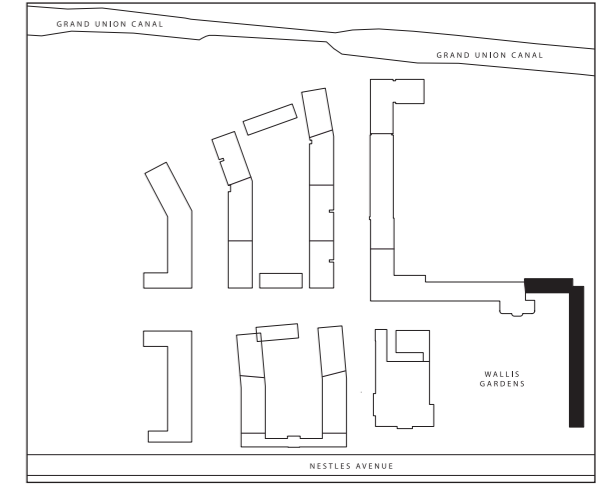 GRAND UNION CANAL
GRAND UNION CANAL
WALLIS
GARDENS
NESTLES AVENUE